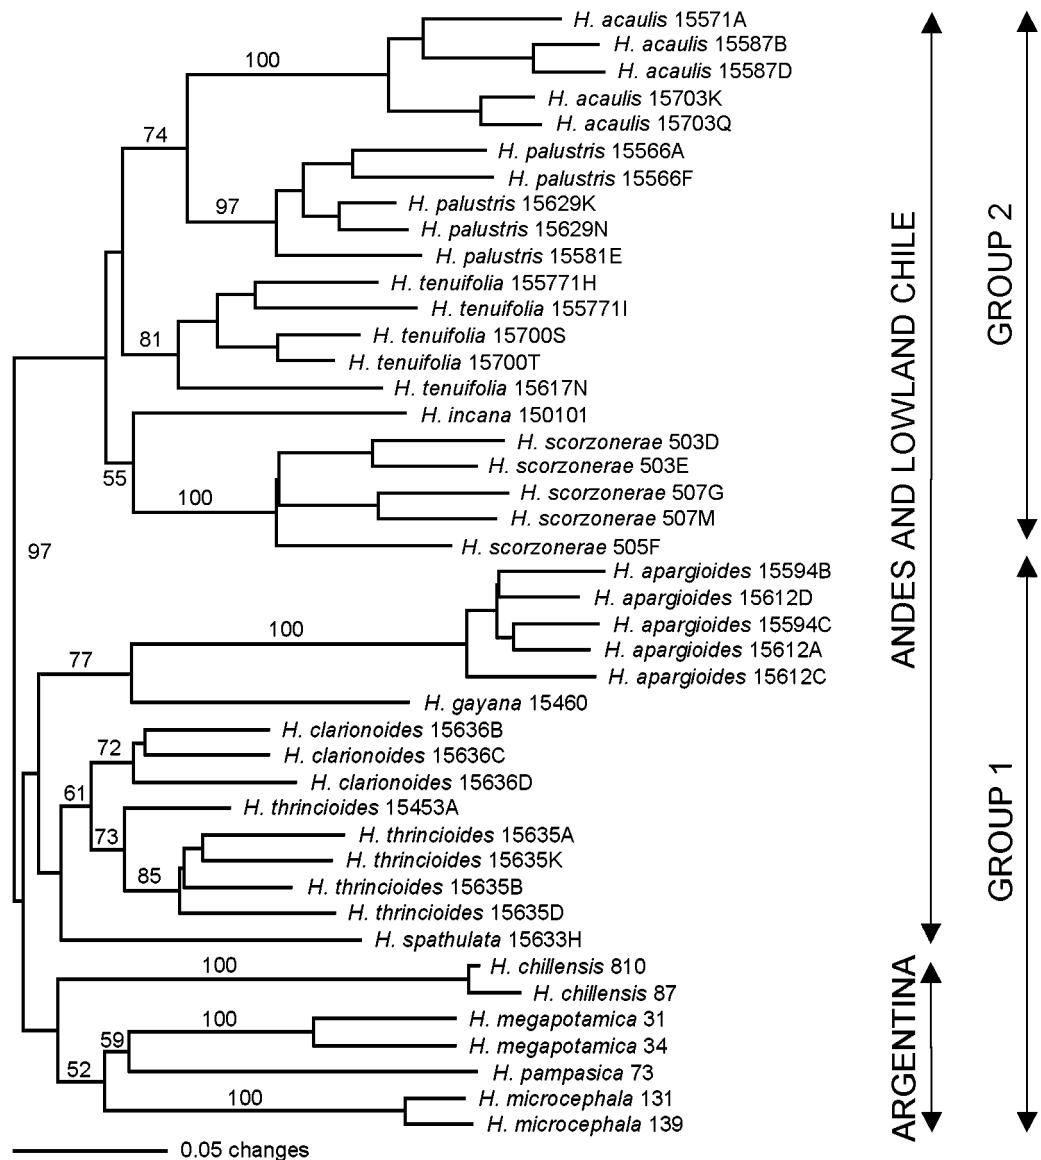 H. acaulis 15571A
H. acaulis 15587B
100
H. acaulis 15587D
H. acaulis 15703K
H. acaulis 15703Q
74
H. palustris 15566A
H. palustris 15566F
97
H. palustris 15629K
H. palustris 15629N
H. palustris 15581E
H. tenuifolia 155771H
H. tenuifolia 155771I
H. tenuifolia 15700S
81
H. tenuifolia 15700T
H. tenuifolia 15617N
H. incana 150101
H. scorzonerae 503D
H. scorzonerae 503E
55
100
H. scorzonerae 507G
H. scorzonerae 507M
H. scorzonerae 505F
97
H. apargioides 15594B
H. apargioides 15612D
H. apargioides 15594C
100
H. apargioides 15612A
77
H. apargioides 15612C
H. gayana 15460
H. clarionoides 15636B
72
H. clarionoides 15636C
H. clarionoides 15636D
61
H. thrincioides 15453A
73
H. thrincioides 15635A
H. thrincioides 15635K
85
H. thrincioides 15635B
H. thrincioides 15635D
H. spathulata 15633H
100
H. chillensis 810
H. chillensis 87
100
H. megapotamica 31
59
H. megapotamica 34
52
H. pampasica 73
100
H. microcephala 131
H. microcephala 139
0.05 changes
ANDES AND LOWLAND CHILE
ARGENTINA
GROUP 2
GROUP 1